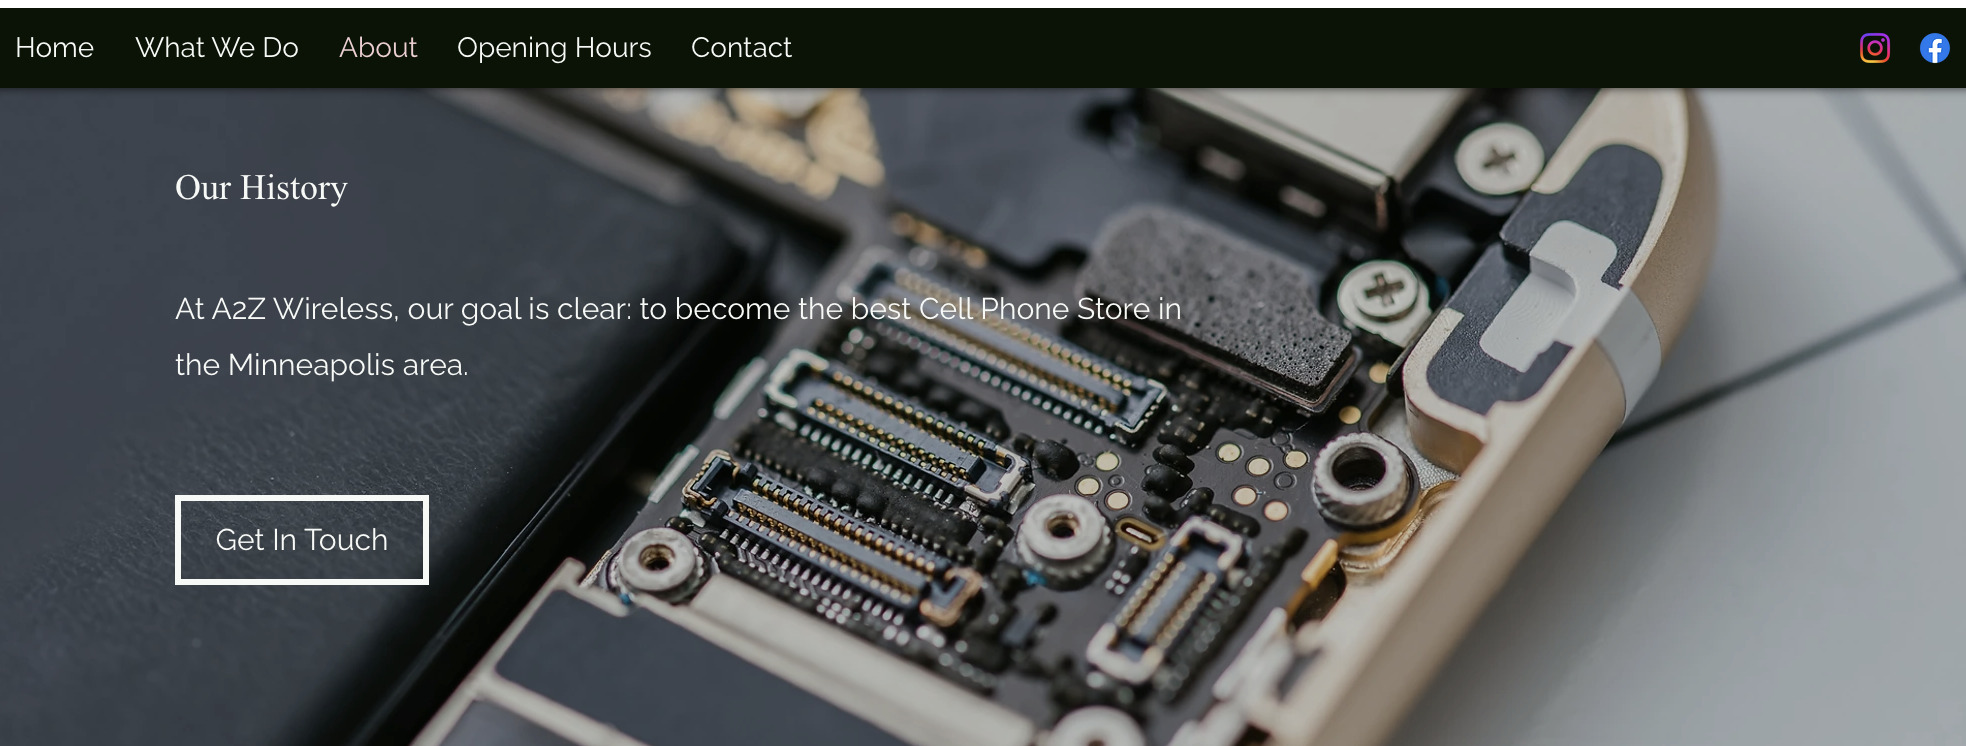 Home What We Do About Opening Hours Contact
Our History
At A2Z Wireless, our goal is clear: to become the best Cell Phone Store in
the Minneapolis area.
Get In Touch